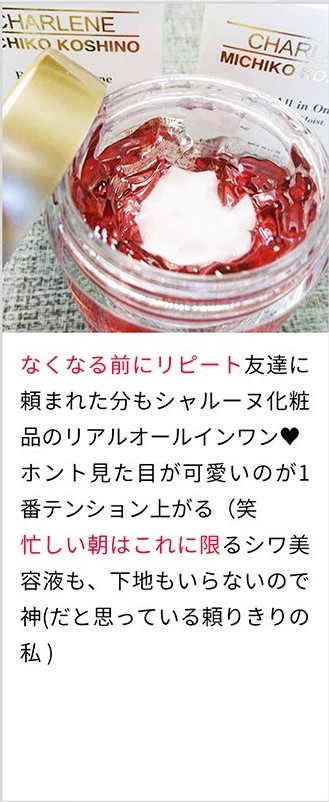 CHARLENE
CHIKO KOSHINO
CHARL
MICHIKO KO
All in On
Moist
なくなる前にリピート友達に
頼まれた分もシャルーヌ化粧
品のリアルオールインワン♥
ホント見た目が可愛いのが1
番テンション上がる（笑
忙しい朝はこれに限るシワ美
容液も、下地もいらないので
神(だと思っている頼りきりの
私 )